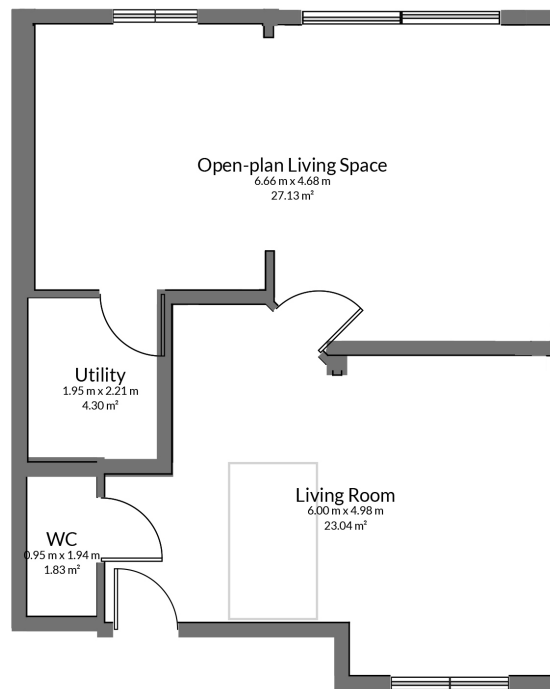 Open-plan Living Space
6.66 m x 4.68 m
27.13 m²
Utility
1.95 m x 2.21 m
4.30 m²
Living Room
6.00 m x 4.98 m
23.04 m²
WC
0.95 m x 1.94 m
1.83 m²